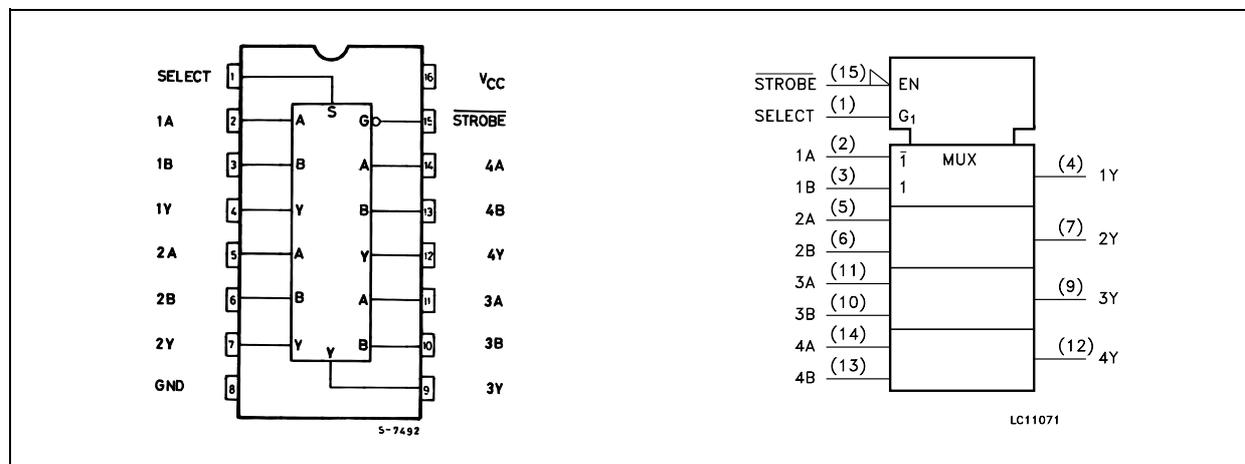 SELECT 1 S 16 VCC
1A 2 A G 15 STROBE
1B 3 B A 14 4A
1Y 4 Y B 13 4B
2A 5 A Y 12 4Y
2B 6 B A 11 3A
2Y 7 Y Y B 10 3B
GND 8 9 3Y
S-7492
STROBE (15) EN
SELECT (1) G1
1A (2) 1̅ MUX (4) 1Y
1B (3) 1
2A (5)
2B (6) (7) 2Y
3A (11)
3B (10) (9) 3Y
4A (14)
4B (13) (12) 4Y
LC11071